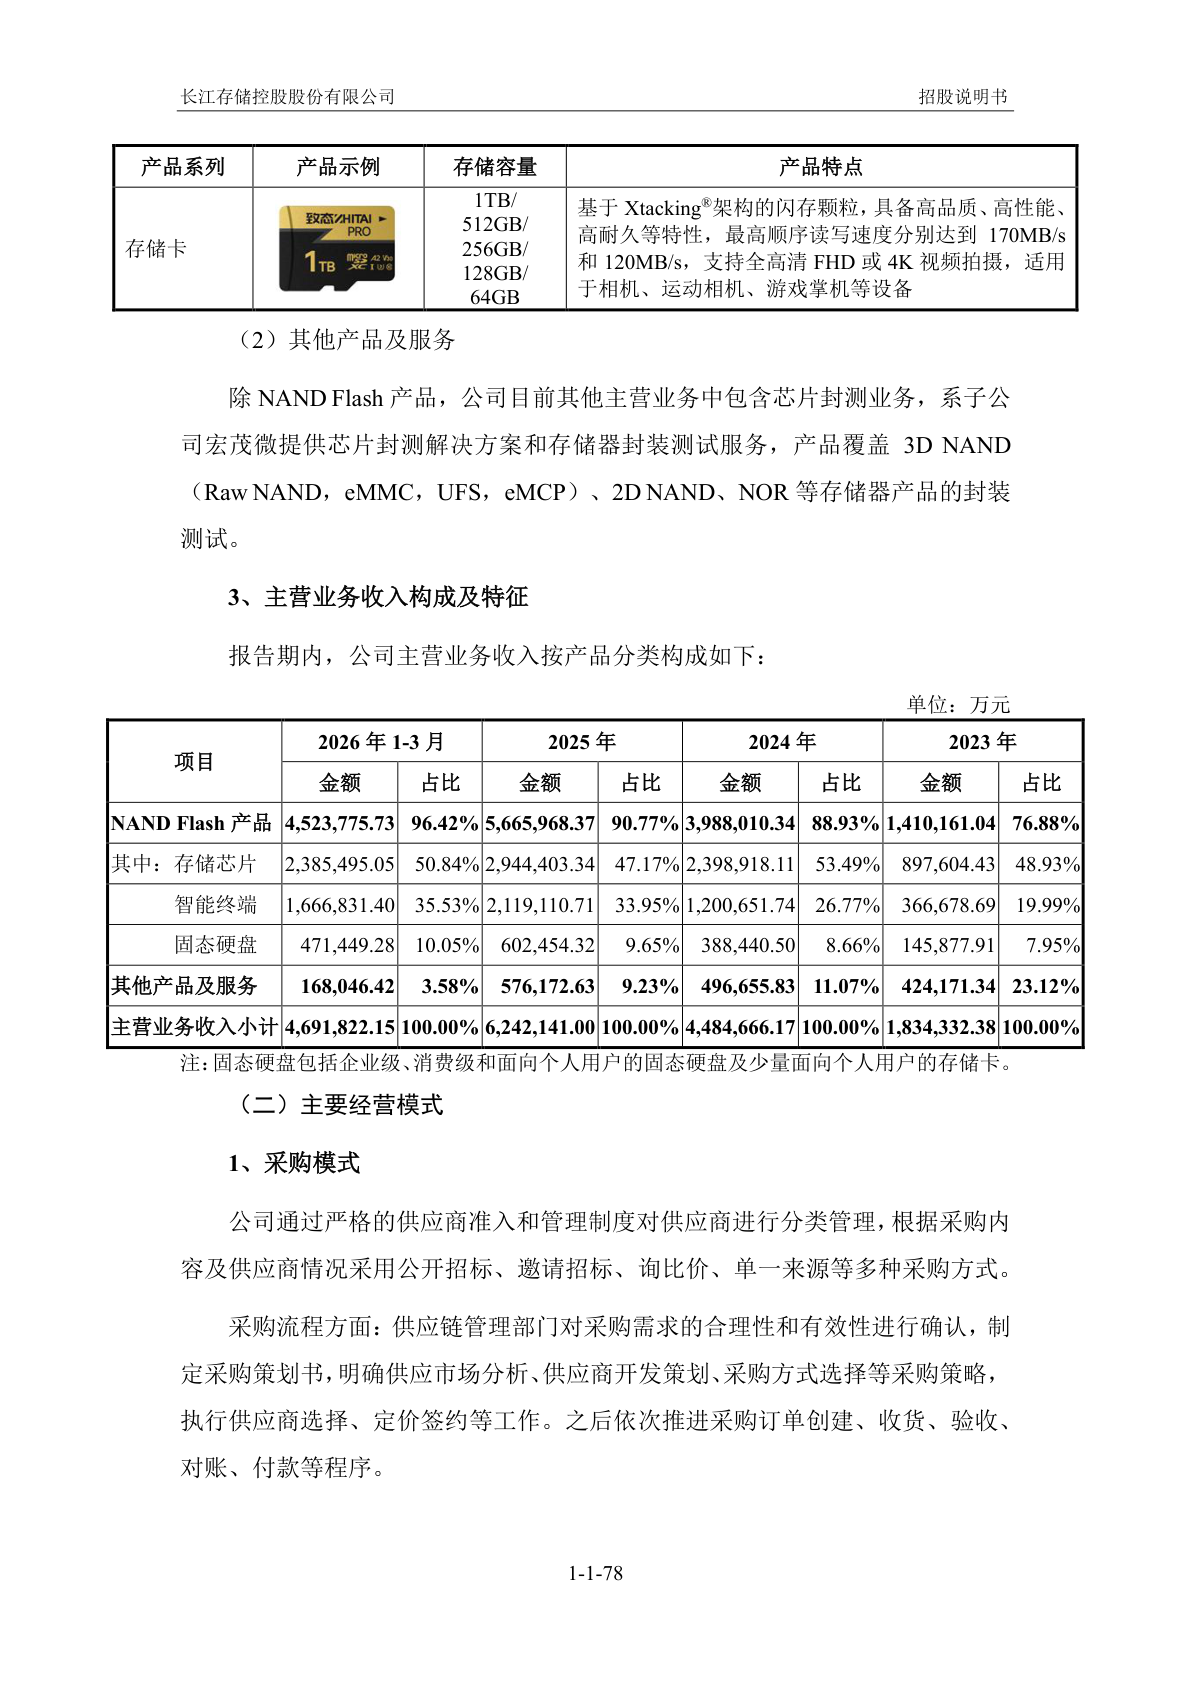 长江存储控股股份有限公司 招股说明书
产品系列 产品示例 存储容量 产品特点
存储卡
致态/ZHITAI
PRO
1TB
microSD XC I U3 A2 V30
1TB/
512GB/
256GB/
128GB/
64GB
基于 Xtacking®架构的闪存颗粒，具备高品质、高性能、
高耐久等特性，最高顺序读写速度分别达到 170MB/s
和 120MB/s，支持全高清 FHD 或 4K 视频拍摄，适用
于相机、运动相机、游戏掌机等设备
（2）其他产品及服务
除 NAND Flash 产品，公司目前其他主营业务中包含芯片封测业务，系子公
司宏茂微提供芯片封测解决方案和存储器封装测试服务，产品覆盖 3D NAND
（Raw NAND，eMMC，UFS，eMCP）、2D NAND、NOR 等存储器产品的封装
测试。
3、主营业务收入构成及特征
报告期内，公司主营业务收入按产品分类构成如下：
单位：万元
项目 2026 年 1-3 月 2025 年 2024 年 2023 年
金额 占比 金额 占比 金额 占比 金额 占比
NAND Flash 产品 4,523,775.73 96.42% 5,665,968.37 90.77% 3,988,010.34 88.93% 1,410,161.04 76.88%
其中：存储芯片 2,385,495.05 50.84% 2,944,403.34 47.17% 2,398,918.11 53.49% 897,604.43 48.93%
智能终端 1,666,831.40 35.53% 2,119,110.71 33.95% 1,200,651.74 26.77% 366,678.69 19.99%
固态硬盘 471,449.28 10.05% 602,454.32 9.65% 388,440.50 8.66% 145,877.91 7.95%
其他产品及服务 168,046.42 3.58% 576,172.63 9.23% 496,655.83 11.07% 424,171.34 23.12%
主营业务收入小计 4,691,822.15 100.00% 6,242,141.00 100.00% 4,484,666.17 100.00% 1,834,332.38 100.00%
注：固态硬盘包括企业级、消费级和面向个人用户的固态硬盘及少量面向个人用户的存储卡。
（二）主要经营模式
1、采购模式
公司通过严格的供应商准入和管理制度对供应商进行分类管理，根据采购内
容及供应商情况采用公开招标、邀请招标、询比价、单一来源等多种采购方式。
采购流程方面：供应链管理部门对采购需求的合理性和有效性进行确认，制
定采购策划书，明确供应市场分析、供应商开发策划、采购方式选择等采购策略，
执行供应商选择、定价签约等工作。之后依次推进采购订单创建、收货、验收、
对账、付款等程序。
1-1-78